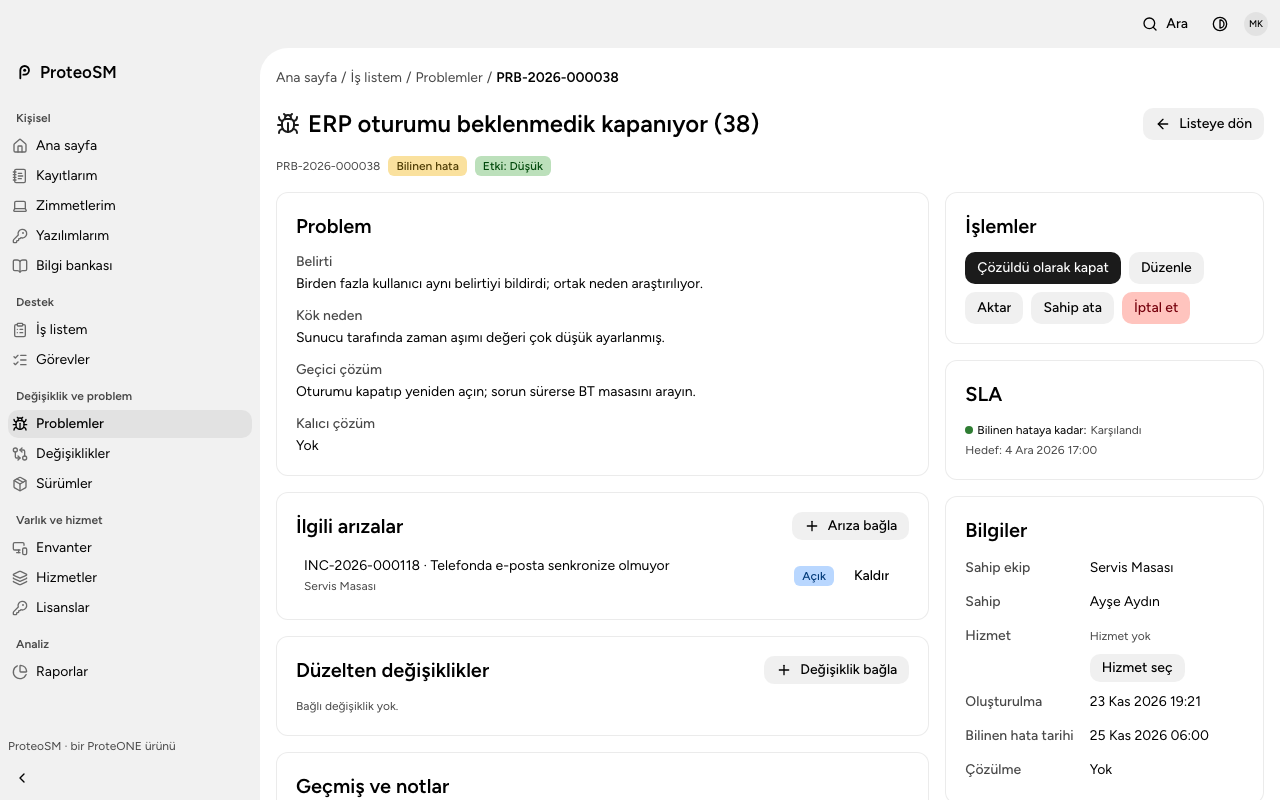 Ara
MK
ProteoSM
Kişisel
Ana sayfa
Kayıtlarım
Zimmetlerim
Yazılımlarım
Bilgi bankası
Destek
İş listem
Görevler
Değişiklik ve problem
Problemler
Değişiklikler
Sürümler
Varlık ve hizmet
Envanter
Hizmetler
Lisanslar
Analiz
Raporlar
ProteoSM · bir ProteONE ürünü
Ana sayfa / İş listem / Problemler / PRB-2026-000038
ERP oturumu beklenmedik kapanıyor (38)
Listeye dön
PRB-2026-000038 Bilinen hata Etki: Düşük
Problem
Belirti
Birden fazla kullanıcı aynı belirtiyi bildirdi; ortak neden araştırılıyor.
Kök neden
Sunucu tarafında zaman aşımı değeri çok düşük ayarlanmış.
Geçici çözüm
Oturumu kapatıp yeniden açın; sorun sürerse BT masasını arayın.
Kalıcı çözüm
Yok
İlgili arızalar
Arıza bağla
INC-2026-000118 · Telefonda e-posta senkronize olmuyor
Servis Masası
Açık
Kaldır
Düzelten değişiklikler
Değişiklik bağla
Bağlı değişiklik yok.
Geçmiş ve notlar
İşlemler
Çözüldü olarak kapat Düzenle
Aktar Sahip ata İptal et
SLA
Bilinen hataya kadar: Karşılandı
Hedef: 4 Ara 2026 17:00
Bilgiler
Sahip ekip Servis Masası
Sahip Ayşe Aydın
Hizmet Hizmet yok
Hizmet seç
Oluşturulma 23 Kas 2026 19:21
Bilinen hata tarihi 25 Kas 2026 06:00
Çözülme Yok